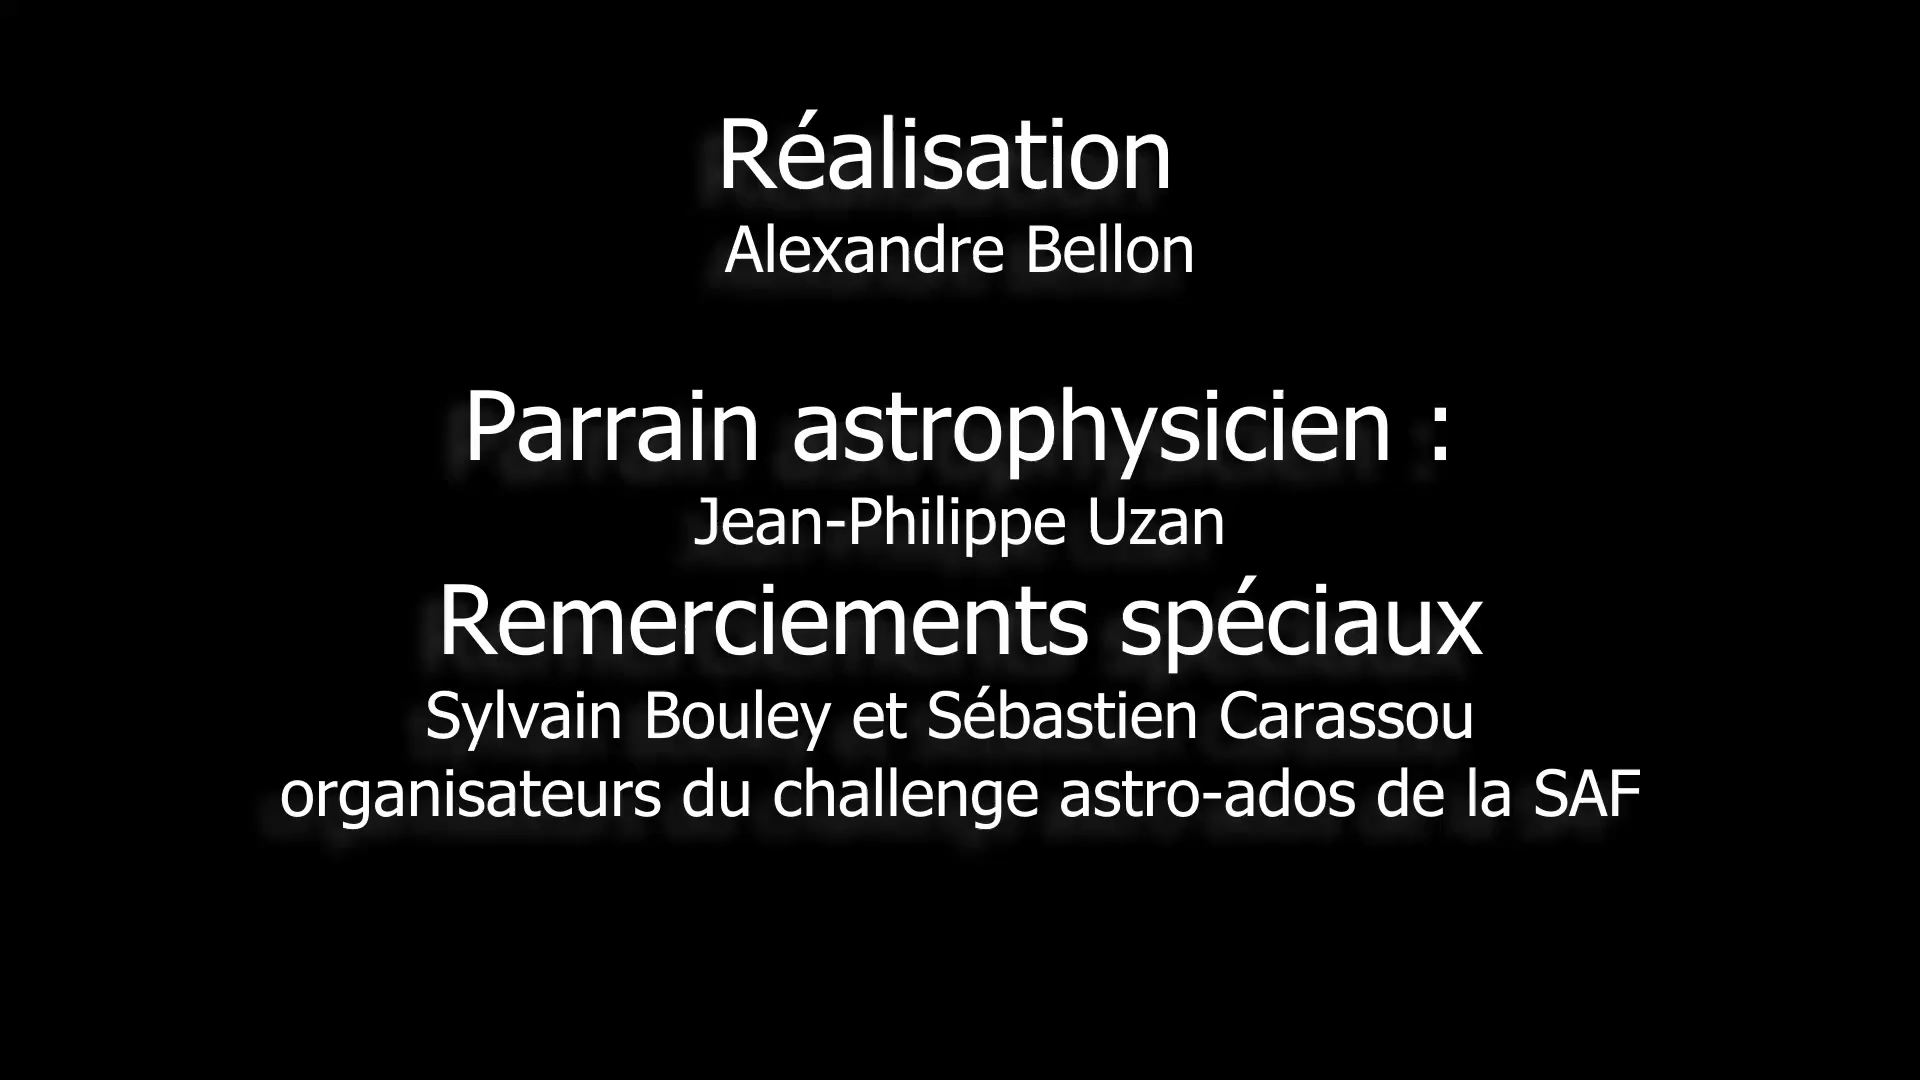 Réalisation
Alexandre Bellon
Parrain astrophysicien :
Jean-Philippe Uzan
Remerciements spéciaux
Sylvain Bouley et Sébastien Carassou
organisateurs du challenge astro-ados de la SAF